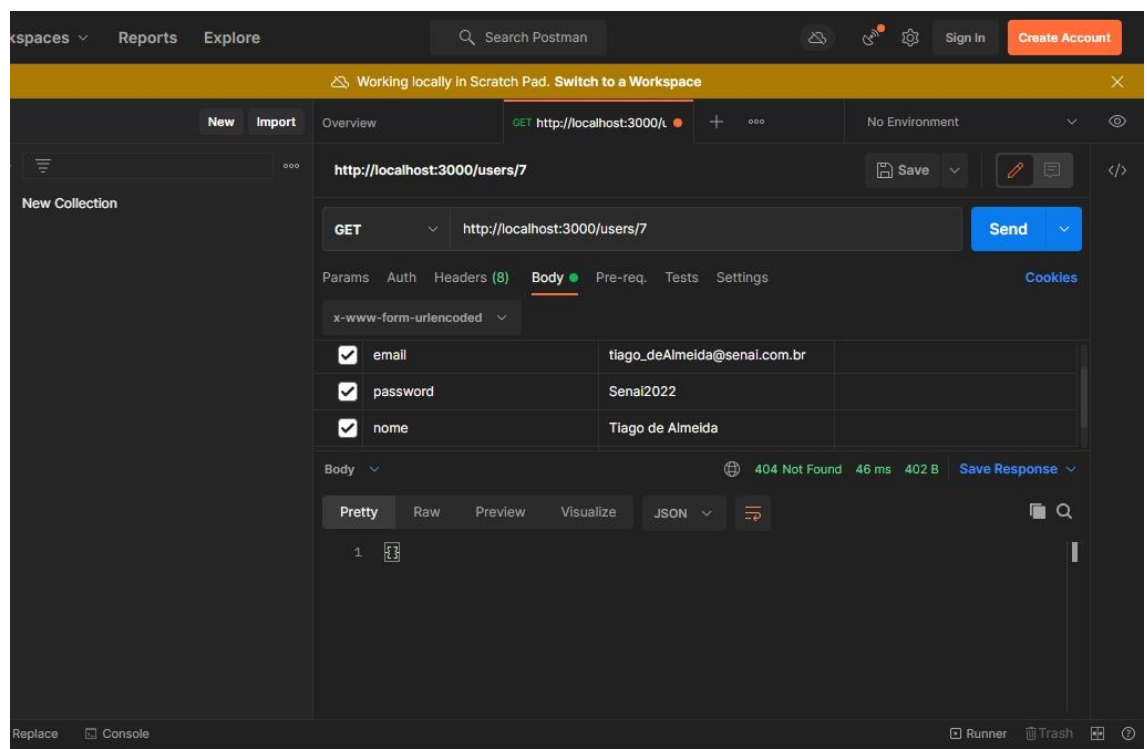 kspaces Reports Explore Search Postman Sign In Create Account
Working locally in Scratch Pad. Switch to a Workspace
New Import Overview GET http://localhost:3000/u No Environment
http://localhost:3000/users/7 Save
New Collection
GET http://localhost:3000/users/7 Send
Params Auth Headers (8) Body Pre-req. Tests Settings Cookies
x-www-form-urlencoded
email tiago_deAlmeida@senai.com.br
password Senai2022
nome Tiago de Almeida
Body 404 Not Found 46 ms 402 B Save Response
Pretty Raw Preview Visualize JSON
1 {}
Replace Console Runner Trash